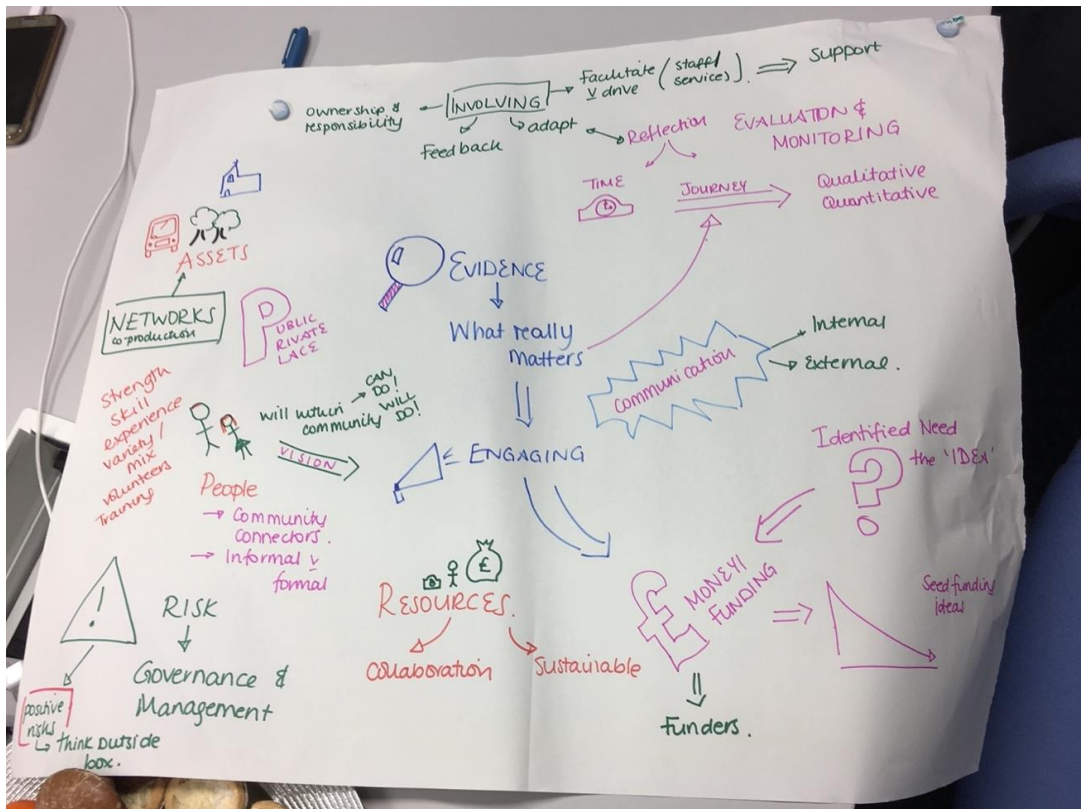 INVOLVING
Ownership &
responsibility
Feedback
adapt
Facilitate
v drive
(staff/
services).
Support
Reflection
EVALUATION &
MONITORING
TIME
JOURNEY
Qualitative
Quantitative
ASSETS
NETWORKS
co-production
PUBLIC
PRIVATE
PLACE
EVIDENCE
What really
matters
Communication
Internal
External.
Strength
Skill
experience
variety/
mix
volunteers
Training
will within
community
CAN
DO!
WILL
DO!
VISION
People
Community
connectors.
Informal v
formal
ENGAGING
Identified Need
the 'IDEA'
?
!
RISK
Governance &
Management
positive
risks
think outside
box.
£
RESOURCES.
Collaboration
Sustainable
£
MONEY/
FUNDING
Seed funding
ideas
Funders.